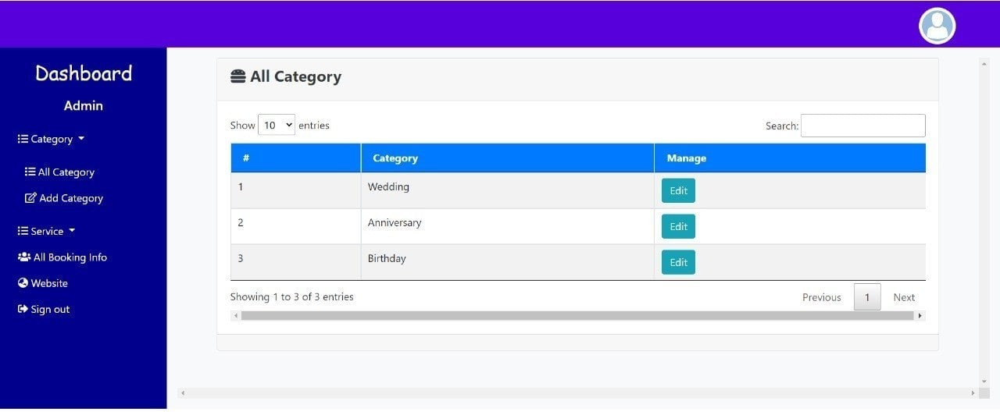 Dashboard
Admin
Category
All Category
Add Category
Service
All Booking Info
Website
Sign out
All Category
Show 10 entries
Search:
# Category Manage
1 Wedding Edit
2 Anniversary Edit
3 Birthday Edit
Showing 1 to 3 of 3 entries
Previous 1 Next